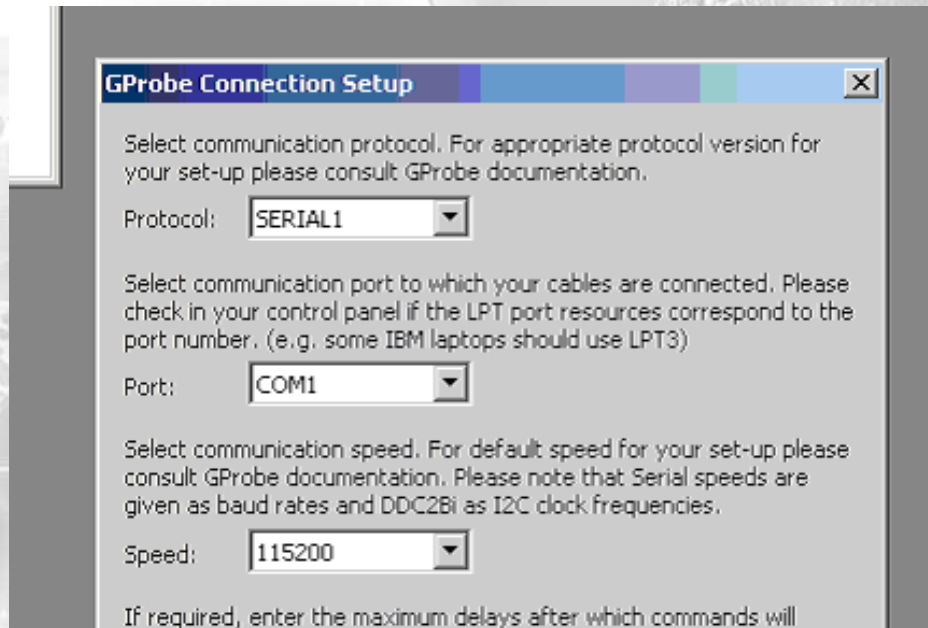 GProbe Connection Setup
Select communication protocol. For appropriate protocol version for
your set-up please consult GProbe documentation.
Protocol: SERIAL1
Select communication port to which your cables are connected. Please
check in your control panel if the LPT port resources correspond to the
port number. (e.g. some IBM laptops should use LPT3)
Port: COM1
Select communication speed. For default speed for your set-up please
consult GProbe documentation. Please note that Serial speeds are
given as baud rates and DDC2Bi as I2C clock frequencies.
Speed: 115200
If required, enter the maximum delays after which commands will